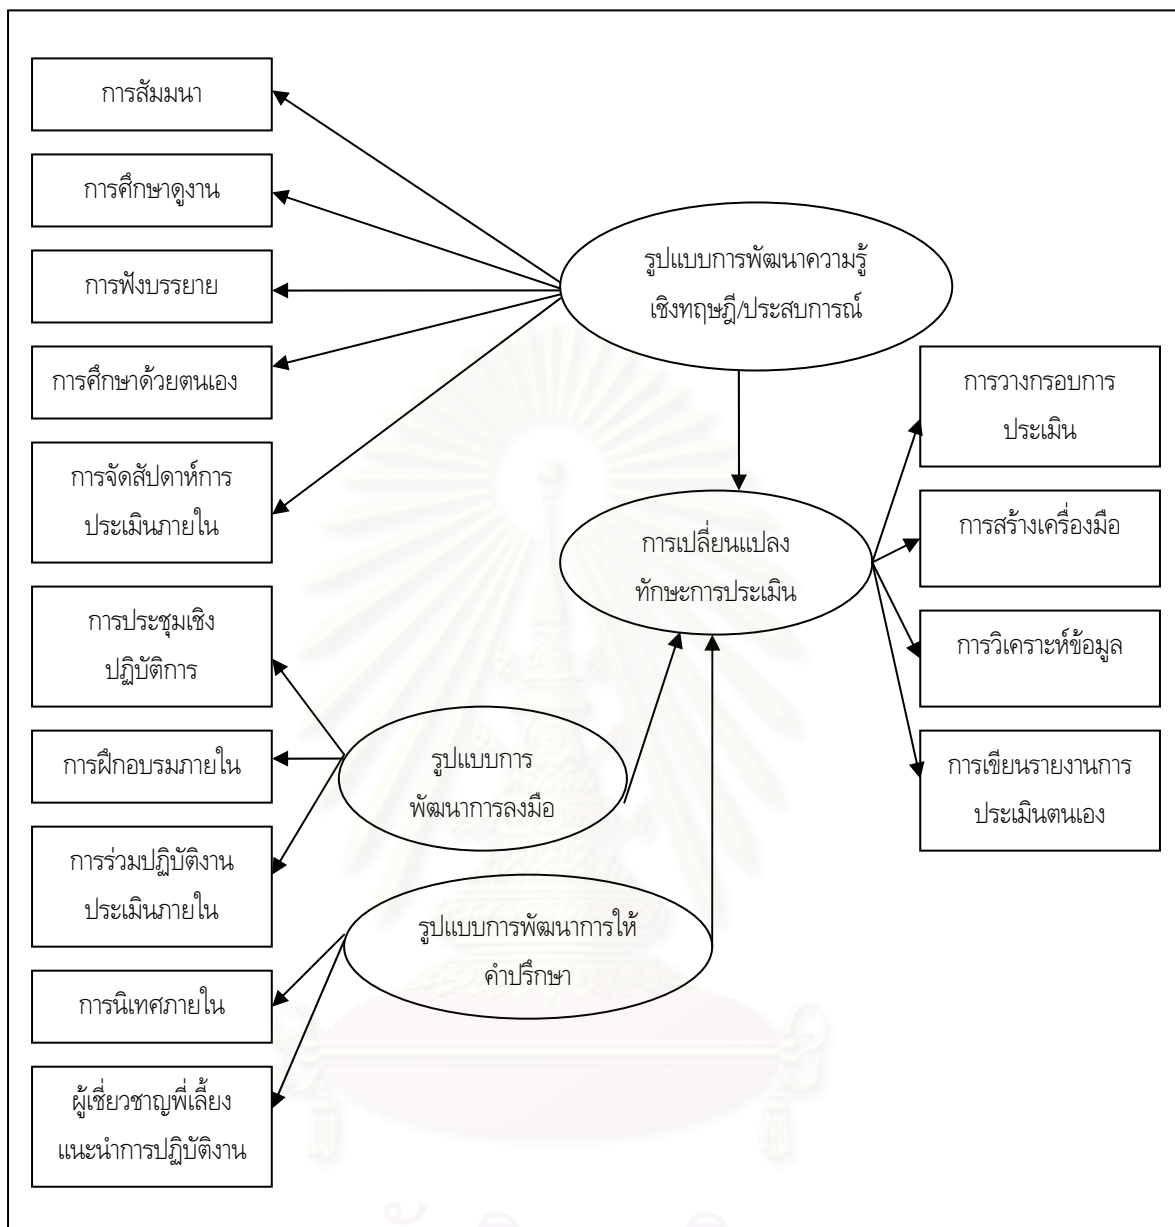 การสัมมนา
การศึกษาดูงาน
การฟังบรรยาย
การศึกษาด้วยตนเอง
การจัดสัปดาห์การ
ประเมินภายใน
การประชุมเชิง
ปฏิบัติการ
การฝึกอบรมภายใน
การร่วมปฏิบัติงาน
ประเมินภายใน
การนิเทศภายใน
ผู้เชี่ยวชาญพี่เลี้ยง
แนะนำการปฏิบัติงาน
รูปแบบการพัฒนาความรู้
เชิงทฤษฎี/ประสบการณ์
การเปลี่ยนแปลง
ทักษะการประเมิน
รูปแบบการ
พัฒนาการลงมือ
รูปแบบการพัฒนาการให้
คำปรึกษา
การวางกรอบการ
ประเมิน
การสร้างเครื่องมือ
การวิเคราะห์ข้อมูล
การเขียนรายงานการ
ประเมินตนเอง